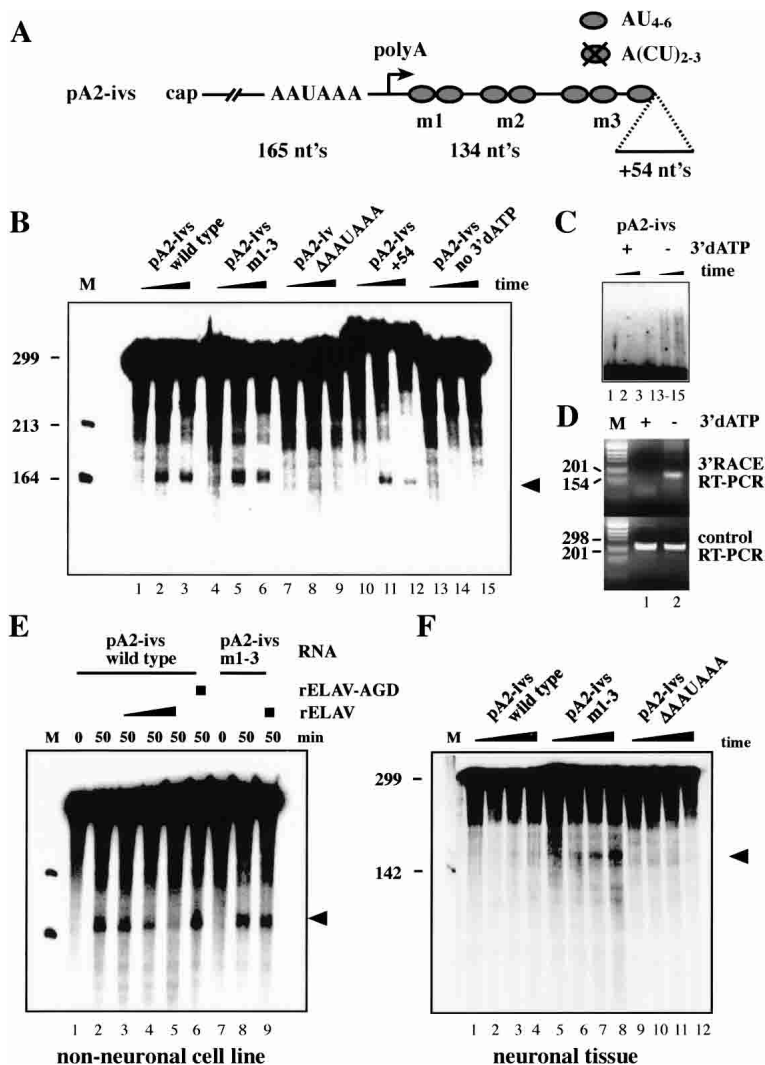 A
AU4-6
A(CU)2-3
polyA
pA2-ivs cap AAUAAA
m1 m2 m3
165 nt's 134 nt's
+54 nt's
B
pA2-ivs wild type
pA2-ivs m1-3
pA2-iv ΔAAUAAA
pA2-ivs +54
pA2-ivs no 3'dATP
M time
299
213
164
1 2 3 4 5 6 7 8 9 10 11 12 13 14 15
C
pA2-ivs
+ - 3'dATP
time
1 2 3 13-15
D
M + - 3'dATP
201
154
3'RACE
RT-PCR
298
201
control
RT-PCR
1 2
E
pA2-ivs wild type
pA2-ivs m1-3
RNA
rELAV-AGD
rELAV
M 0 50 50 50 50 50 0 50 50 min
1 2 3 4 5 6 7 8 9
non-neuronal cell line
F
pA2-ivs wild type
pA2-ivs m1-3
pA2-ivs ΔAAUAAA
M time
299
142
1 2 3 4 5 6 7 8 9 10 11 12
neuronal tissue